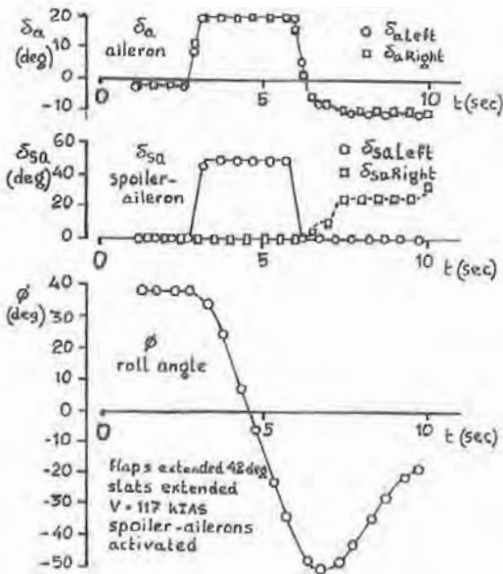 δa
(deg)
20
10
0
-10
δa
aileron
δaLeft
δaRight
0
5
10
t(sec)
δsa
(deg)
60
40
20
0
δsa
spoiler-
aileron
δsaLeft
δsaRight
0
5
10
t(sec)
ϕ
(deg)
40
30
20
10
0
-10
-20
-30
-40
-50
ϕ
roll angle
0
5
10
t(sec)
Flaps extended 42deg
slats extended
V = 117 kIAS
spoiler-ailerons
activated